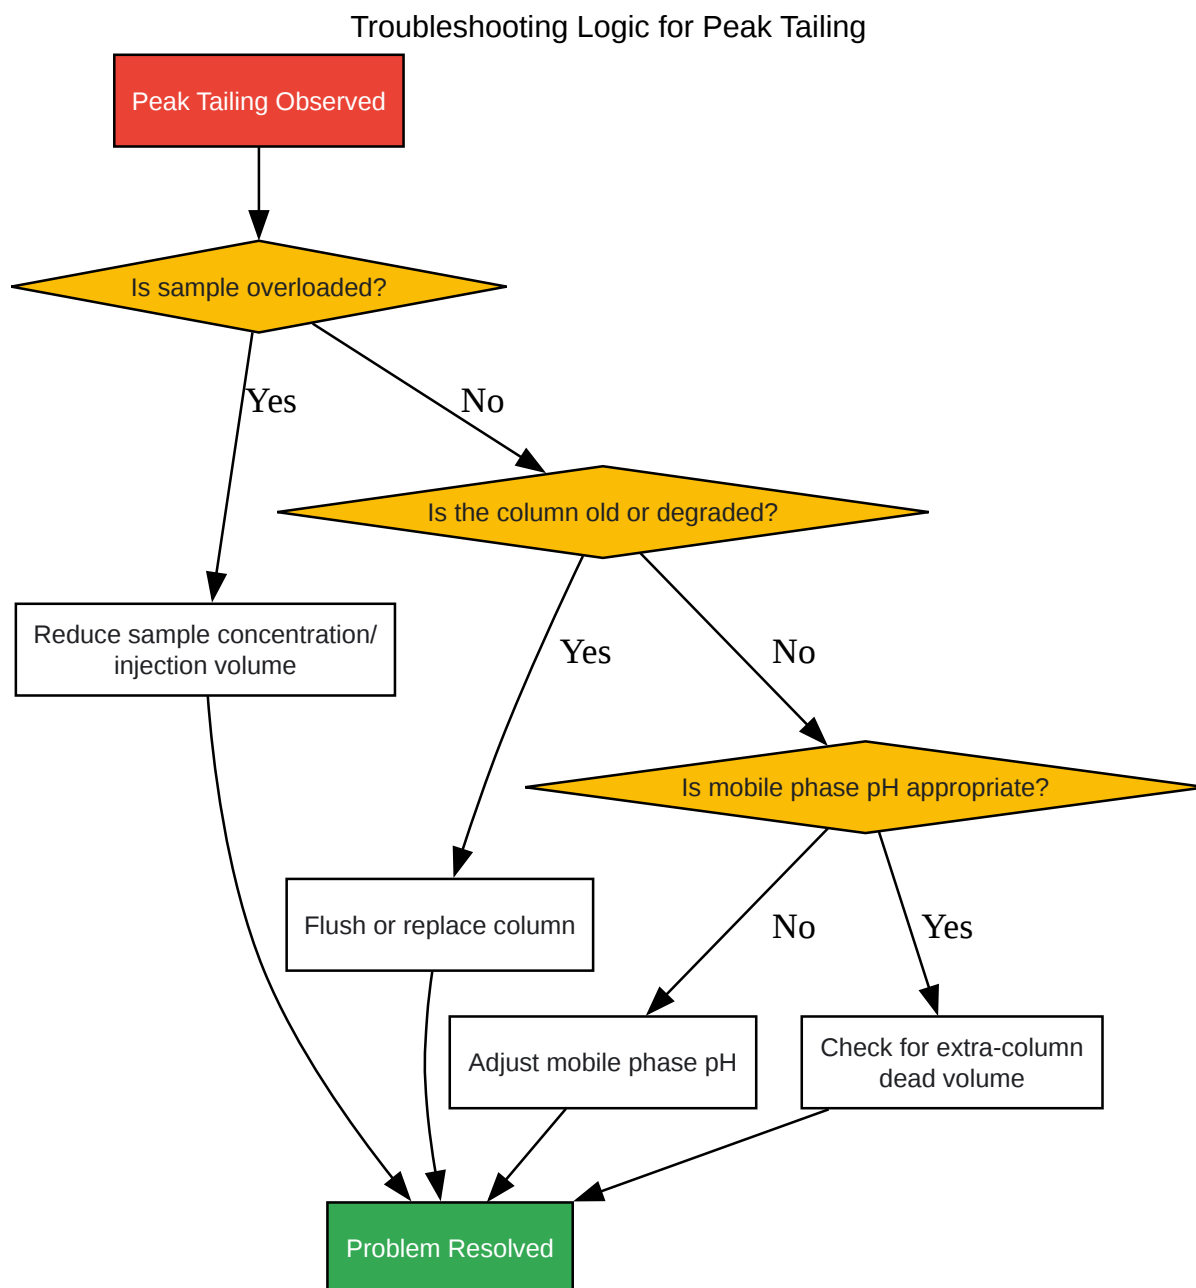 Troubleshooting Logic for Peak Tailing
Peak Tailing Observed
Is sample overloaded?
Yes
No
Is the column old or degraded?
Reduce sample concentration/
injection volume
Yes
No
Is mobile phase pH appropriate?
Flush or replace column
No
Yes
Adjust mobile phase pH
Check for extra-column
dead volume
Problem Resolved